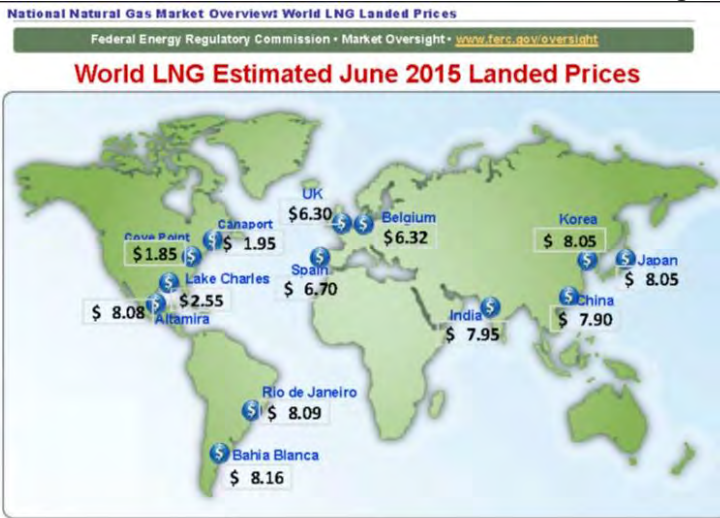 National Natural Gas Market Overview: World LNG Landed Prices
Federal Energy Regulatory Commission • Market Oversight • www.ferc.gov/oversight
World LNG Estimated June 2015 Landed Prices
UK
$6.30
Belgium
$6.32
Korea
$ 8.05
Canaport
$ 1.95
Cove Point
$1.85
Japan
$ 8.05
Spain
$ 6.70
Lake Charles
$2.55
$ 8.08
Altamira
India
$ 7.95
China
$ 7.90
Rio de Janeiro
$ 8.09
Bahia Blanca
$ 8.16